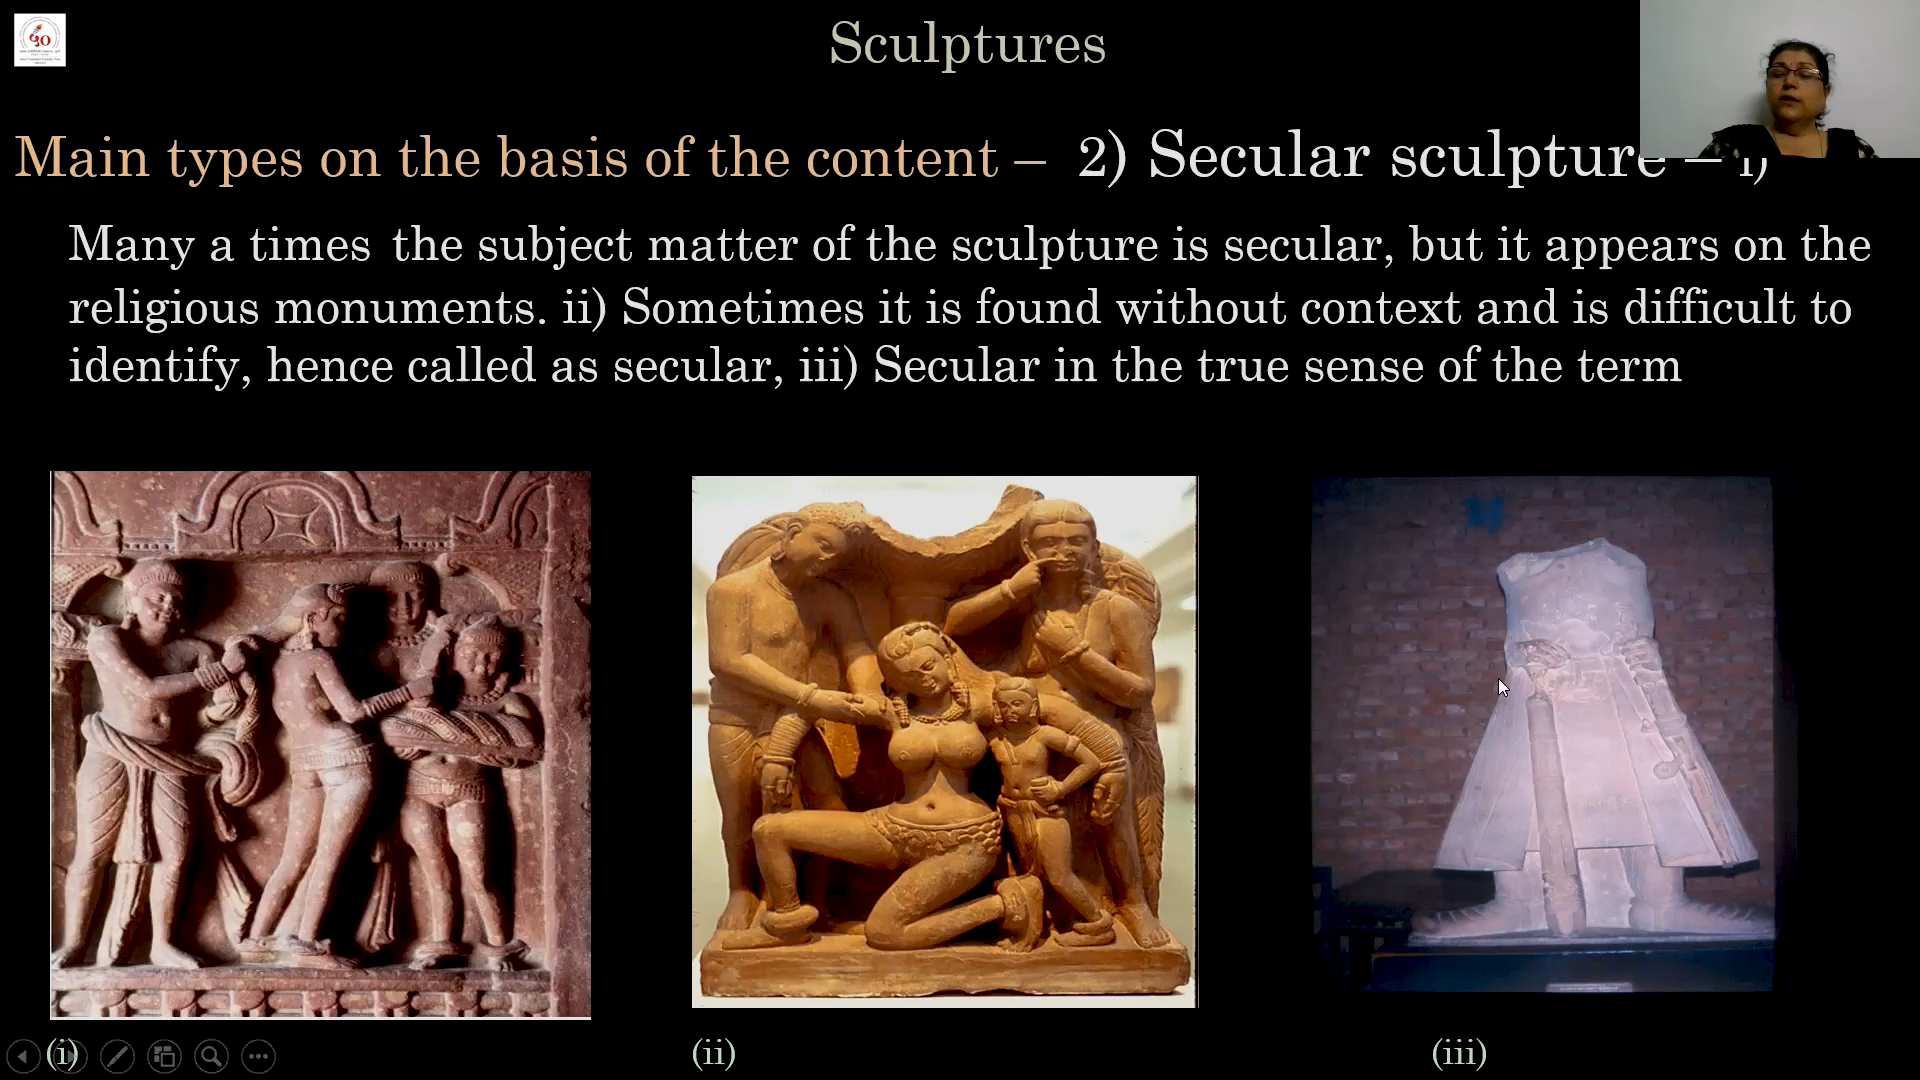 ५०
Sculptures
Main types on the basis of the content – 2) Secular sculpture – i)
Many a times the subject matter of the sculpture is secular, but it appears on the
religious monuments. ii) Sometimes it is found without context and is difficult to
identify, hence called as secular, iii) Secular in the true sense of the term
(i)
(ii)
(iii)